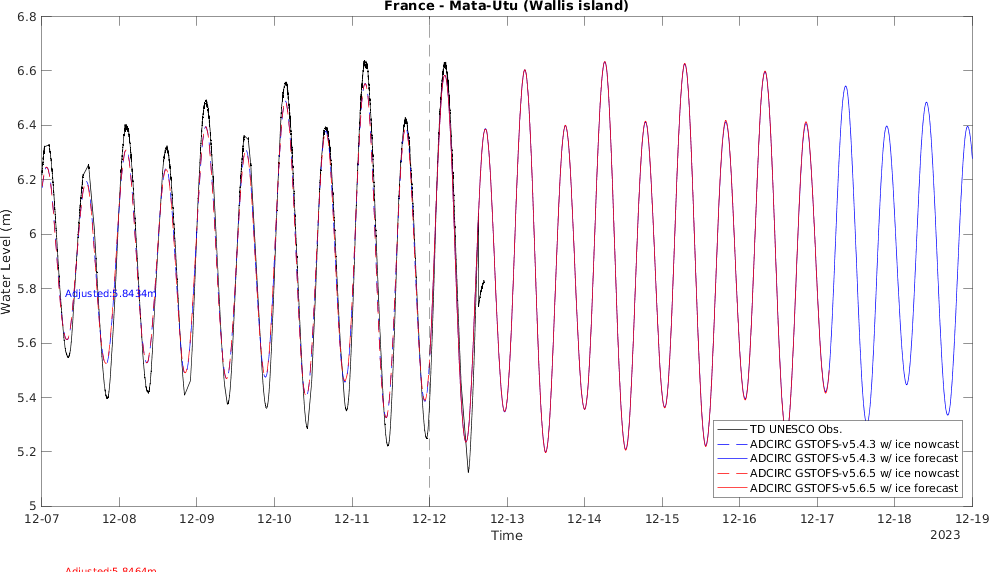 France - Mata-Utu (Wallis island)
6.8
6.6
6.4
6.2
6
5.8
5.6
5.4
5.2
5
Water Level (m)
Adjusted:5.8434m
TD UNESCO Obs.
ADCIRC GSTOFS-v5.4.3 w/ ice nowcast
ADCIRC GSTOFS-v5.4.3 w/ ice forecast
ADCIRC GSTOFS-v5.6.5 w/ ice nowcast
ADCIRC GSTOFS-v5.6.5 w/ ice forecast
12-07 12-08 12-09 12-10 12-11 12-12 12-13 12-14 12-15 12-16 12-17 12-18 12-19
Time
2023
Adjusted:5.8464m